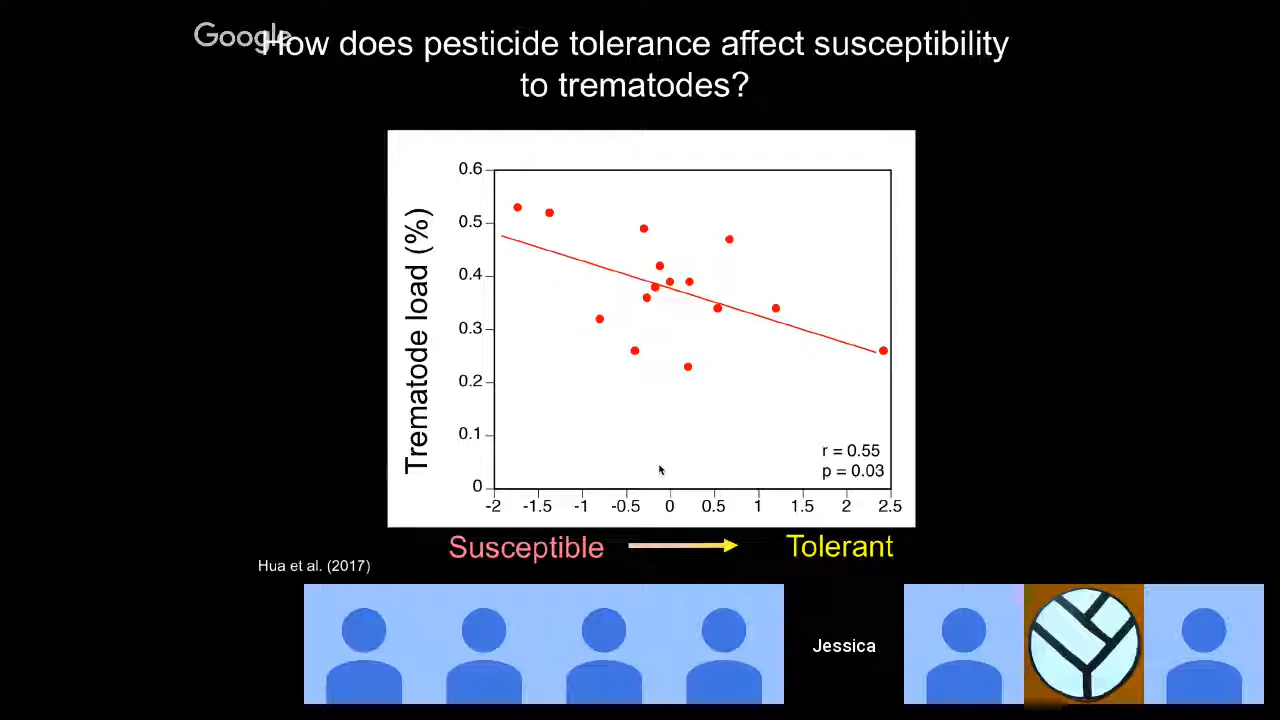 Google
How does pesticide tolerance affect susceptibility
to trematodes?
Trematode load (%)
0.6
0.5
0.4
0.3
0.2
0.1
0
r = 0.55
p = 0.03
-2 -1.5 -1 -0.5 0 0.5 1 1.5 2 2.5
Susceptible Tolerant
Hua et al. (2017)
Jessica